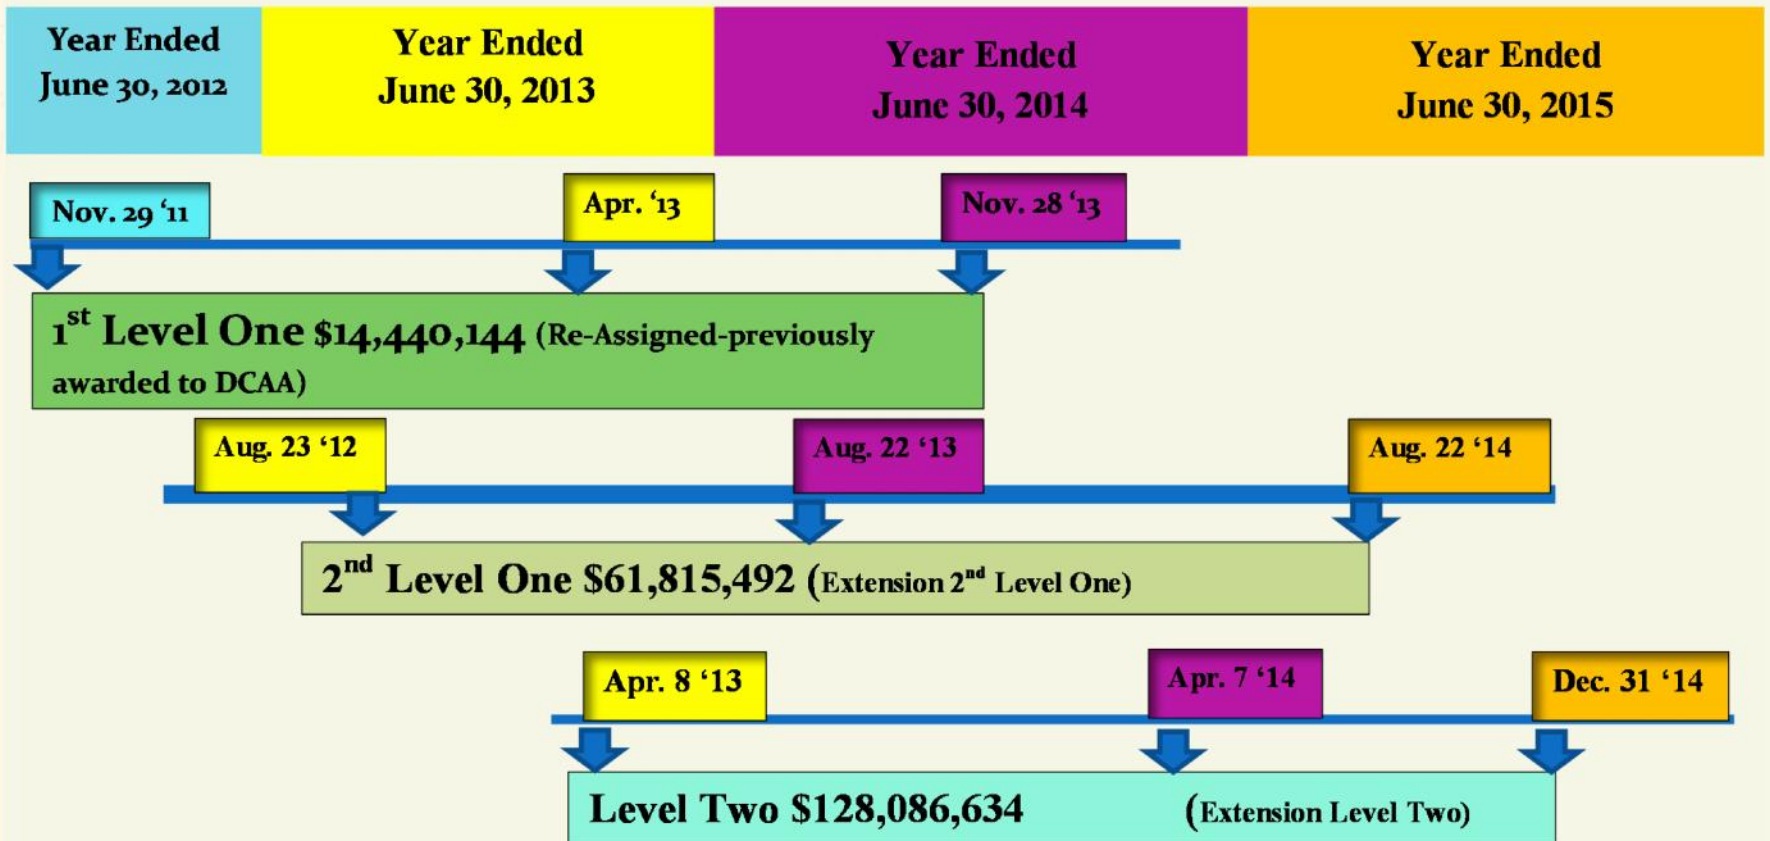 Year Ended
June 30, 2012
Year Ended
June 30, 2013
Year Ended
June 30, 2014
Year Ended
June 30, 2015
Nov. 29 ‘11
Apr. ‘13
Nov. 28 ‘13
1st Level One $14,440,144 (Re-Assigned-previously
awarded to DCAA)
Aug. 23 ‘12
Aug. 22 ‘13
Aug. 22 ‘14
2nd Level One $61,815,492 (Extension 2nd Level One)
Apr. 8 ‘13
Apr. 7 ‘14
Dec. 31 ‘14
Level Two $128,086,634 (Extension Level Two)